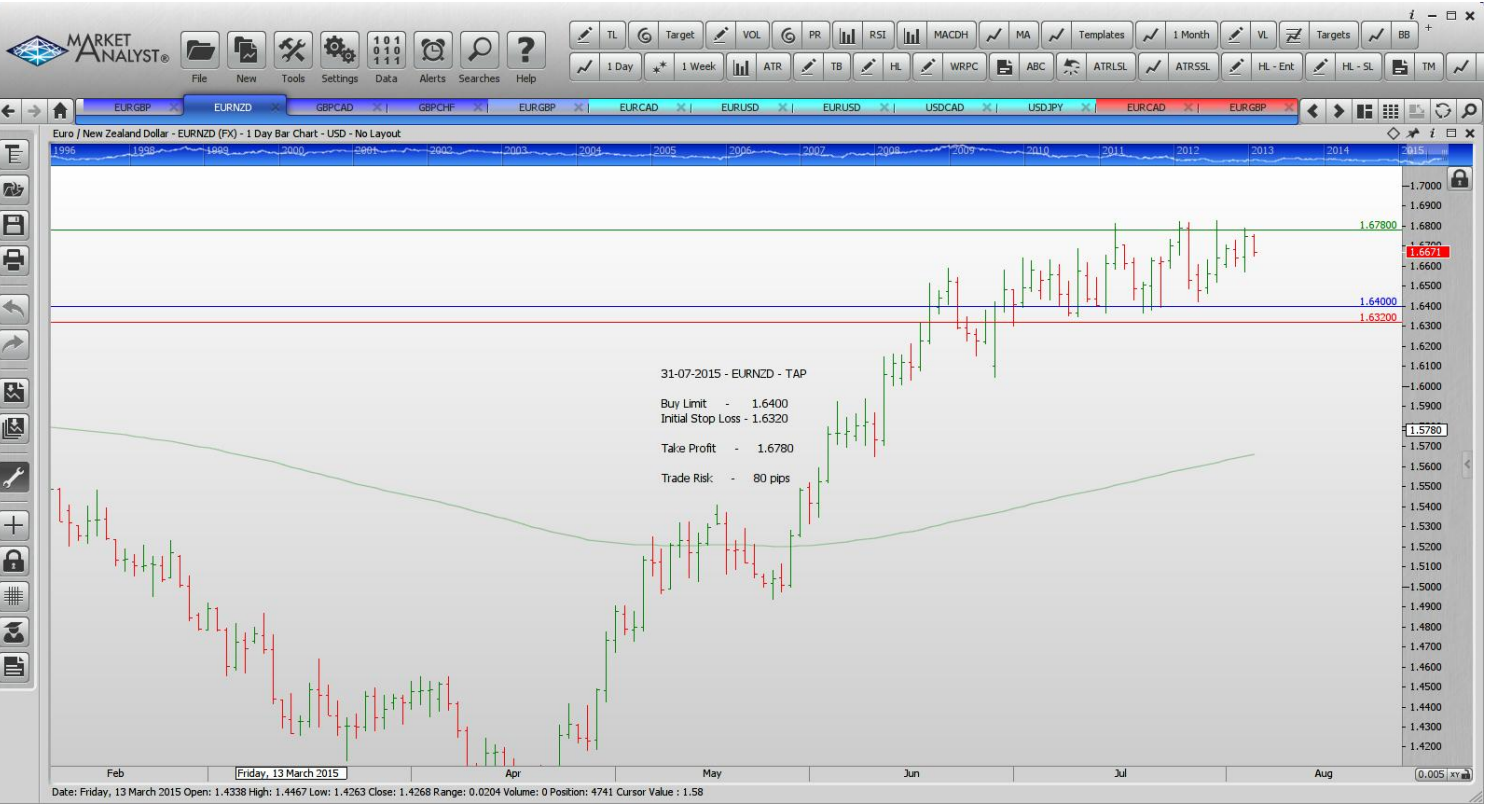 i
MARKET ANALYST®
File New Tools Settings Data Alerts Searches Help
101
010
111
TL Target VOL PR RSI MACDH MA Templates 1 Month VL Targets BB
1 Day 1 Week ATR TB HL WRPC ABC ATRLSL ATRSSL HL - Ent HL - SL TM
EURGBP EURNZD GBPCAD GBPCHF EURGBP EURCAD EURUSD EURUSD USDCAD USDJPY EURCAD EURGBP
Euro / New Zealand Dollar - EURNZD (FX) - 1 Day Bar Chart - USD - No Layout
i
1996 1998 1999 2000 2001 2002 2003 2004 2005 2006 2007 2008 2009 2010 2011 2012 2013 2014 2015
1.7000
1.6900
1.67800
1.6800
1.6671
1.6600
1.6500
1.64000
1.6400
1.63200
1.6300
1.6200
1.6100
1.6000
1.5900
1.5780
1.5700
1.5600
1.5500
1.5400
1.5300
1.5200
1.5100
1.5000
1.4900
1.4800
1.4700
1.4600
1.4500
1.4400
1.4300
1.4200
31-07-2015 - EURNZD - TAP
Buy Limit - 1.6400
Initial Stop Loss - 1.6320
Take Profit - 1.6780
Trade Risk - 80 pips
Feb Friday, 13 March 2015 Apr May Jun Jul Aug 0.005 XY
Date: Friday, 13 March 2015 Open: 1.4338 High: 1.4467 Low: 1.4263 Close: 1.4268 Range: 0.0204 Volume: 0 Position: 4741 Cursor Value : 1.58